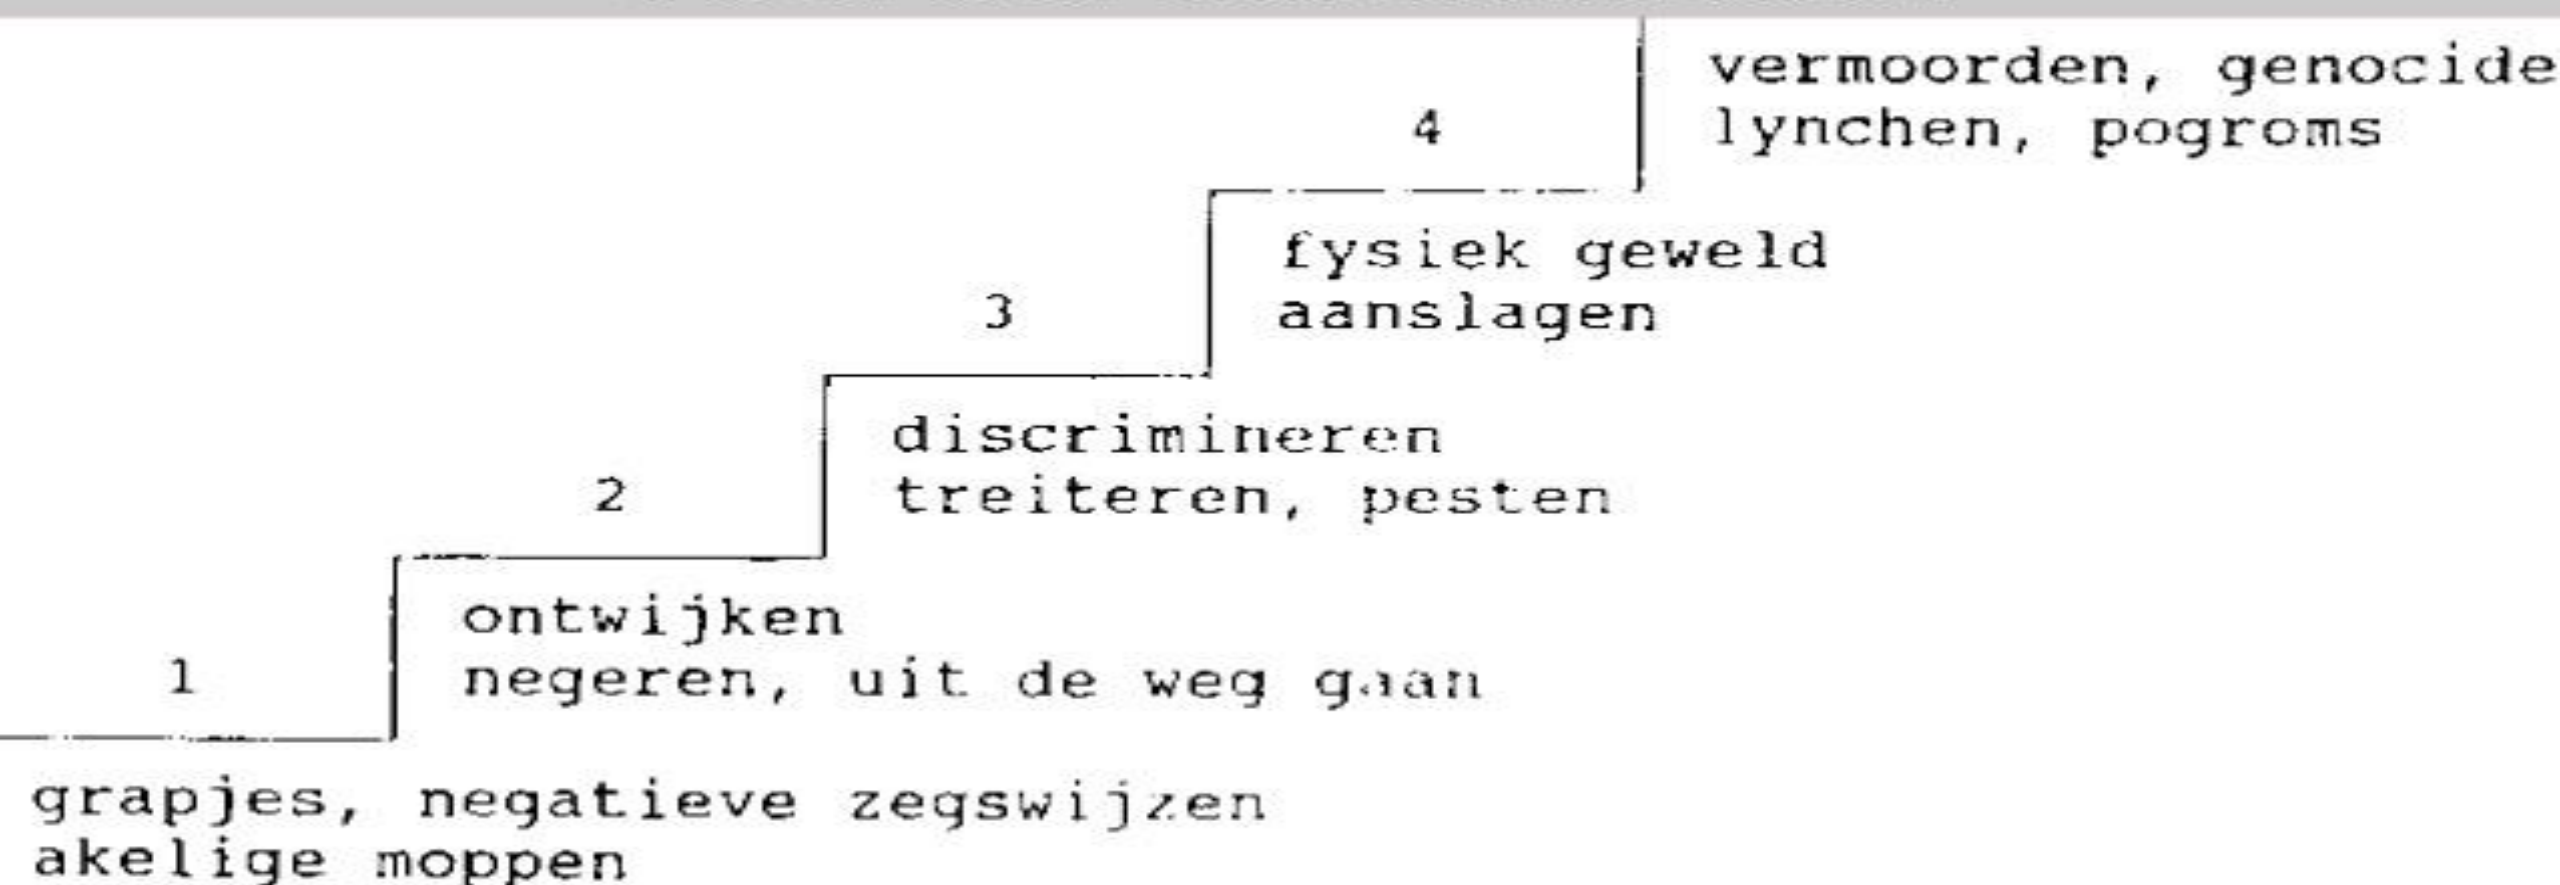 vermoorden, genocide
lynchen, pogroms
4
fysiek geweld
aanslagen
3
discrimineren
treiteren, pesten
2
ontwijken
negeren, uit de weg gaan
1
grapjes, negatieve zegswijzen
akelige moppen